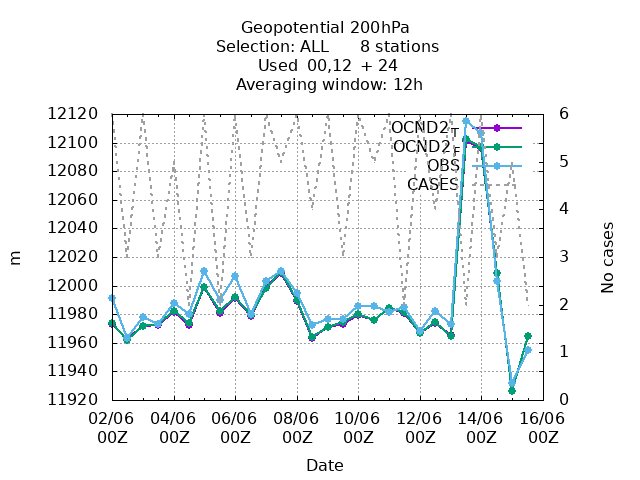 Geopotential 200hPa
Selection: ALL      8 stations
Used  00,12  + 24
Averaging window: 12h
12120
12100
12080
12060
12040
12020
12000
11980
11960
11940
11920
m
6
5
4
3
2
1
0
No cases
OCND2_T
OCND2_F
OBS
CASES
02/06 00Z
04/06 00Z
06/06 00Z
08/06 00Z
10/06 00Z
12/06 00Z
14/06 00Z
16/06 00Z
Date